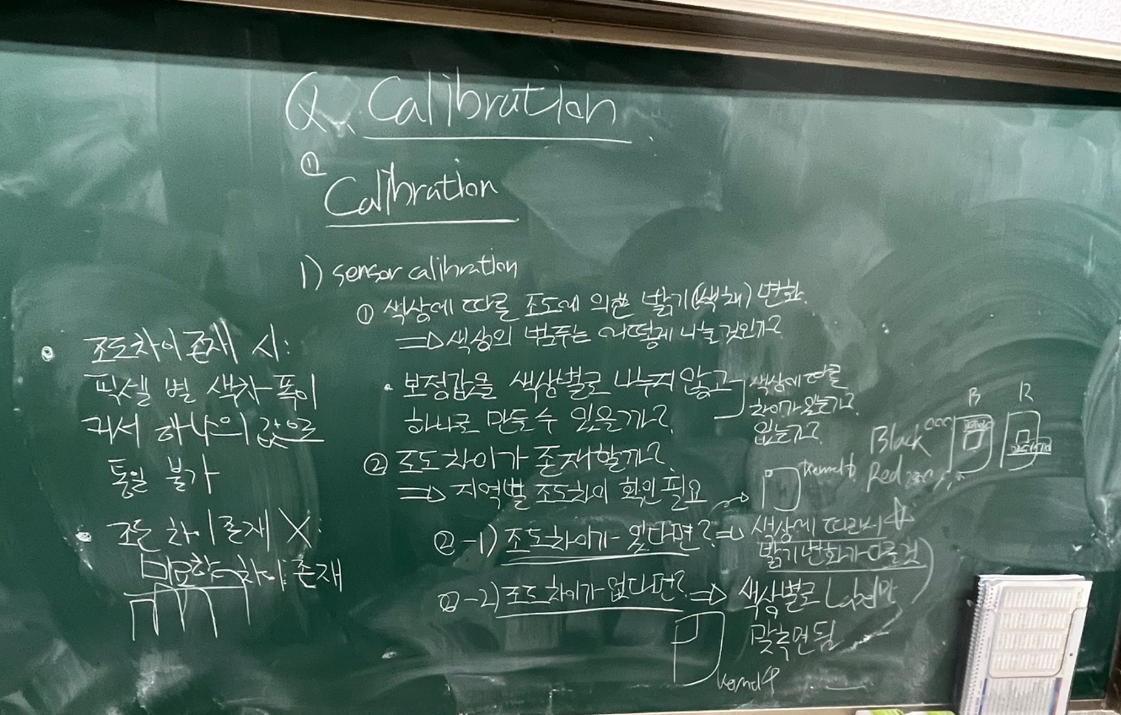 Q. Calibration
① Calibration
1) sensor calibration
① 색상에 따른 조도에 의한 밝기(색채) 변화
⇒ 색상의 범주는 어떻게 나눌 것인가?
• 보정값을 색상별로 나누지 않고
하나로 만들 수 있을까?
색상에 따른
차이가 있는가?
없는가?
② 조도차이가 존재할까?
⇒ 지역별 조도차이 확인 필요
②-1) 조도차이가 있다면? ⇒ 색상에 따라서
밝기변화가 다를 것
②-2) 조도차이가 없다면? ⇒ 색상별로 Label만
맞추면 됨
• 조도차이 존재 시:
픽셀 별 색차 폭이
커서 하나의 값으로
통일 불가
• 조도 차이 존재 X:
차이 존재
B R
Black
Red
kernel